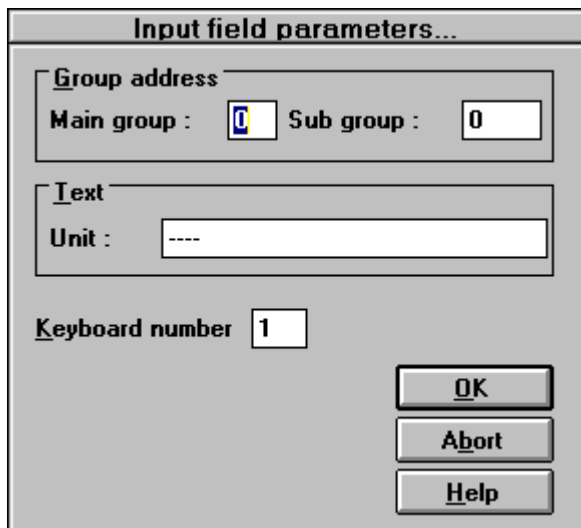 Input field parameters...
Group address
Main group : 0 Sub group : 0
Text
Unit : ----
Keyboard number 1
OK
Abort
Help